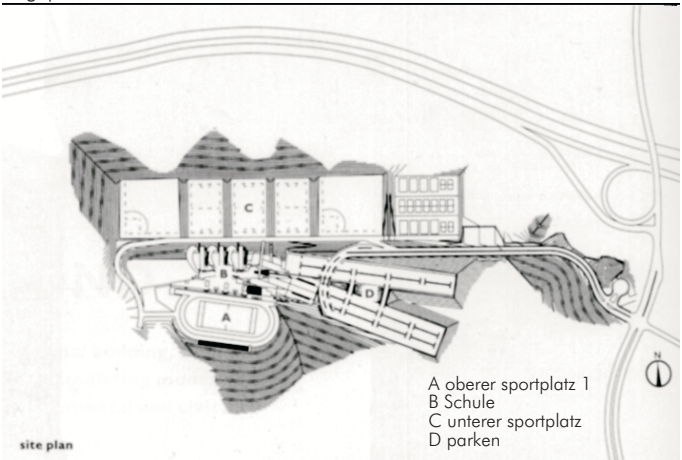 C
B
A
D
N
A oberer sportplatz 1
B Schule
C unterer sportplatz
D parken
site plan